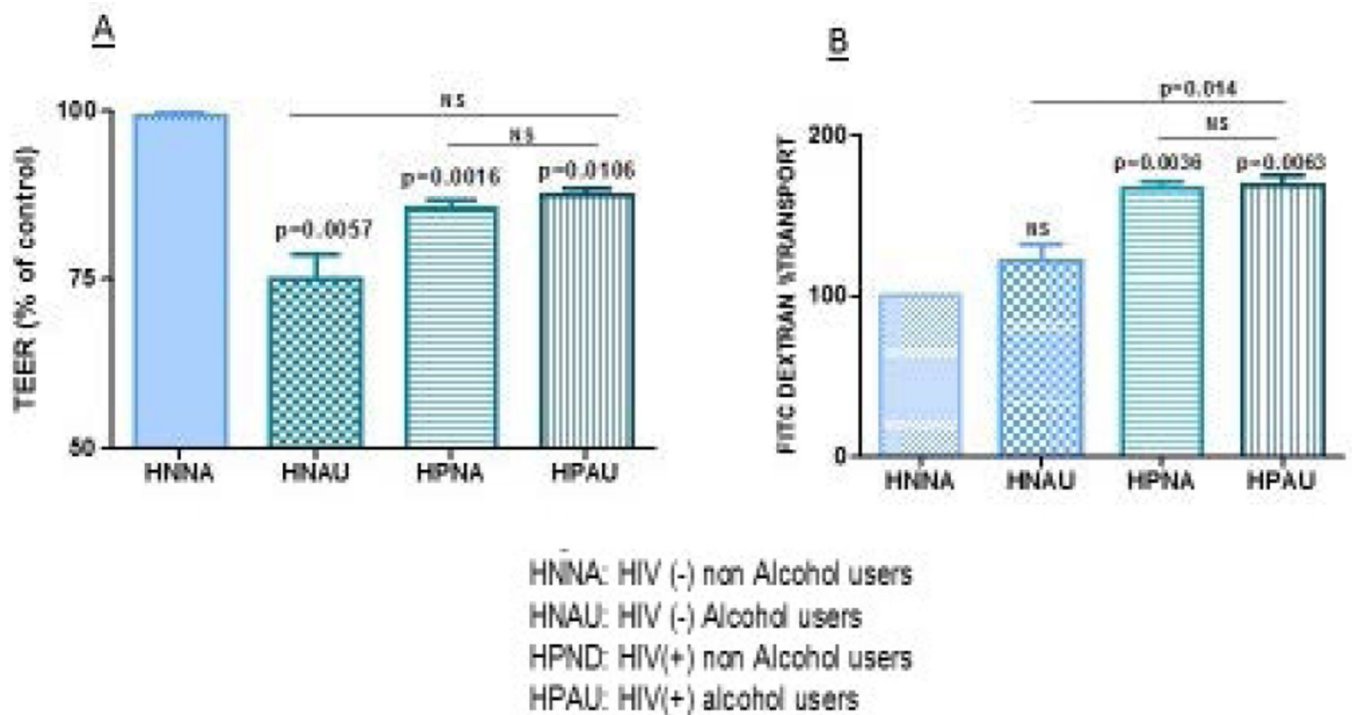 A
TEER (% of control)
100
75
50
NS
NS
p=0.0057
p=0.0016
p=0.0106
HNNA
HNAU
HPNA
HPAU
B
FITC DEXTRAN %TRANSPORT
200
100
0
p=0.014
NS
NS
p=0.0036
p=0.0063
HNNA
HNAU
HPNA
HPAU
HNNA: HIV (-) non Alcohol users
HNAU: HIV (-) Alcohol users
HPND: HIV(+) non Alcohol users
HPAU: HIV(+) alcohol users